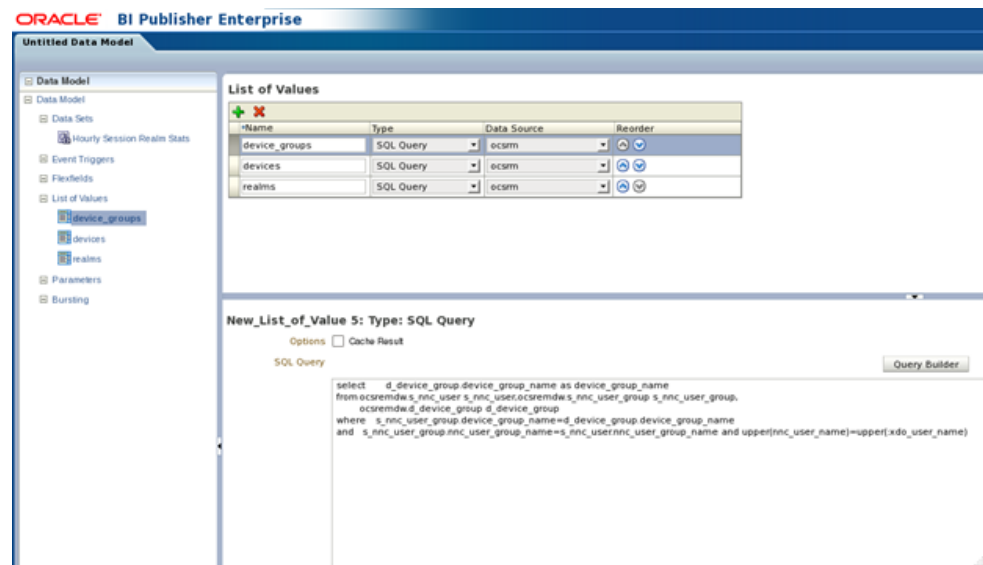 ORACLE BI Publisher Enterprise
Untitled Data Model
Data Model
Data Model
Data Sets
Hourly Session Realm Stats
Event Triggers
Flexfields
List of Values
device_groups
devices
realms
Parameters
Bursting
List of Values
*Name Type Data Source Reorder
device_groups SQL Query ocsrm
devices SQL Query ocsrm
realms SQL Query ocsrm
New_List_of_Value 5: Type: SQL Query
Options Cache Result
SQL Query
Query Builder
select d_device_group.device_group_name as device_group_name
from ocsremdw.s_nnc_user s_nnc_user,ocsremdw.s_nnc_user_group s_nnc_user_group,
ocsremdw.d_device_group d_device_group
where s_nnc_user_group.device_group_name=d_device_group.device_group_name
and s_nnc_user_group.nnc_user_group_name=s_nnc_user.nnc_user_group_name and upper(nnc_user_name)=upper(:xdo_user_name)